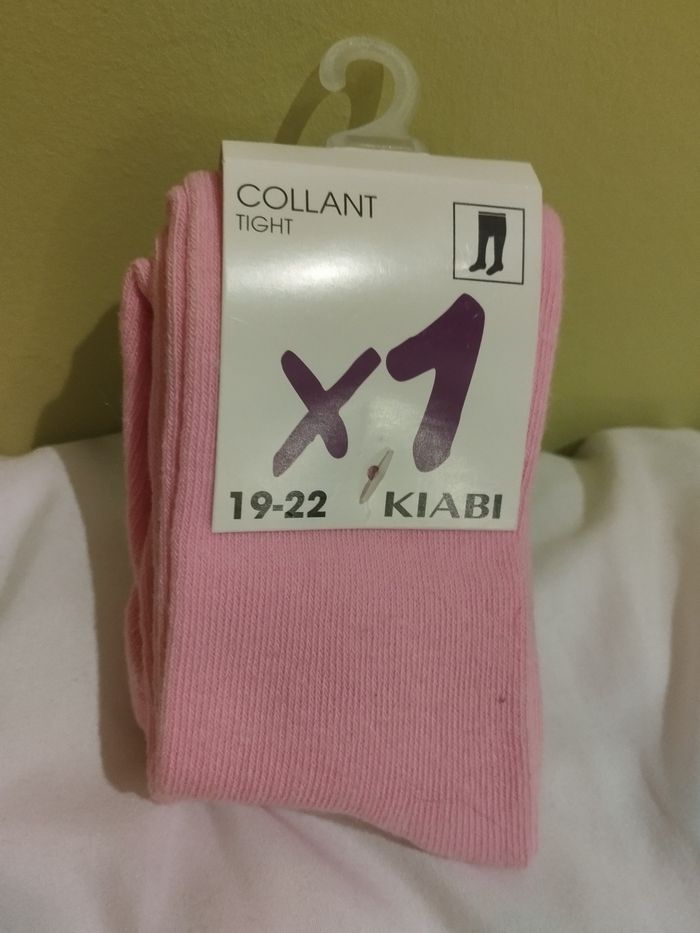 COLLANT
TIGHT
x1
19-22 KIABI